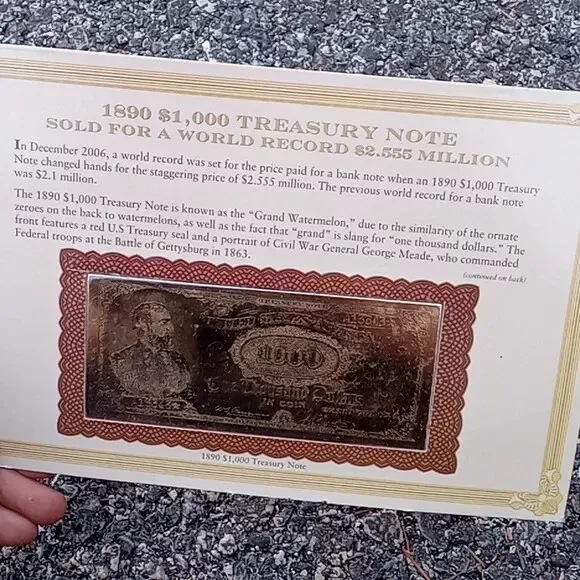 1890 $1,000 TREASURY NOTE
SOLD FOR A WORLD RECORD $2.555 MILLION
In December 2006, a world record was set for the price paid for a bank note when an 1890 $1,000 Treasury
Note changed hands for the staggering price of $2.555 million. The previous world record for a bank note
was $2.1 million.
The 1890 $1,000 Treasury Note is known as the "Grand Watermelon," due to the similarity of the ornate
zeroes on the back to watermelons, as well as the fact that "grand" is slang for "one thousand dollars." The
front features a red U.S Treasury seal and a portrait of Civil War General George Meade, who commanded
Federal troops at the Battle of Gettysburg in 1863.
(continued on back)
1000
One Thousand Dollars
IN COIN
1890 $1,000 Treasury Note